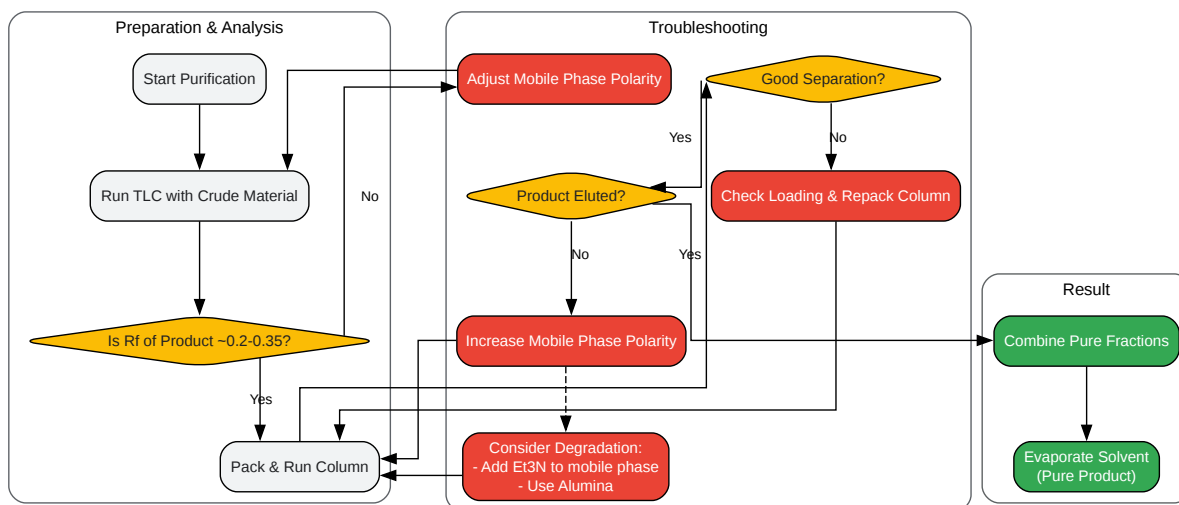 Preparation & Analysis
Start Purification
Run TLC with Crude Material
Is Rf of Product ~0.2-0.35?
No
Yes
Pack & Run Column
Troubleshooting
Adjust Mobile Phase Polarity
Good Separation?
Yes
No
Product Eluted?
Check Loading & Repack Column
No
Yes
Increase Mobile Phase Polarity
Consider Degradation:
- Add Et3N to mobile phase
- Use Alumina
Result
Combine Pure Fractions
Evaporate Solvent
(Pure Product)